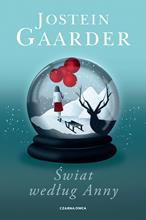 JOSTEIN
GAARDER
Świat
według Anny
CZARNA OWCA